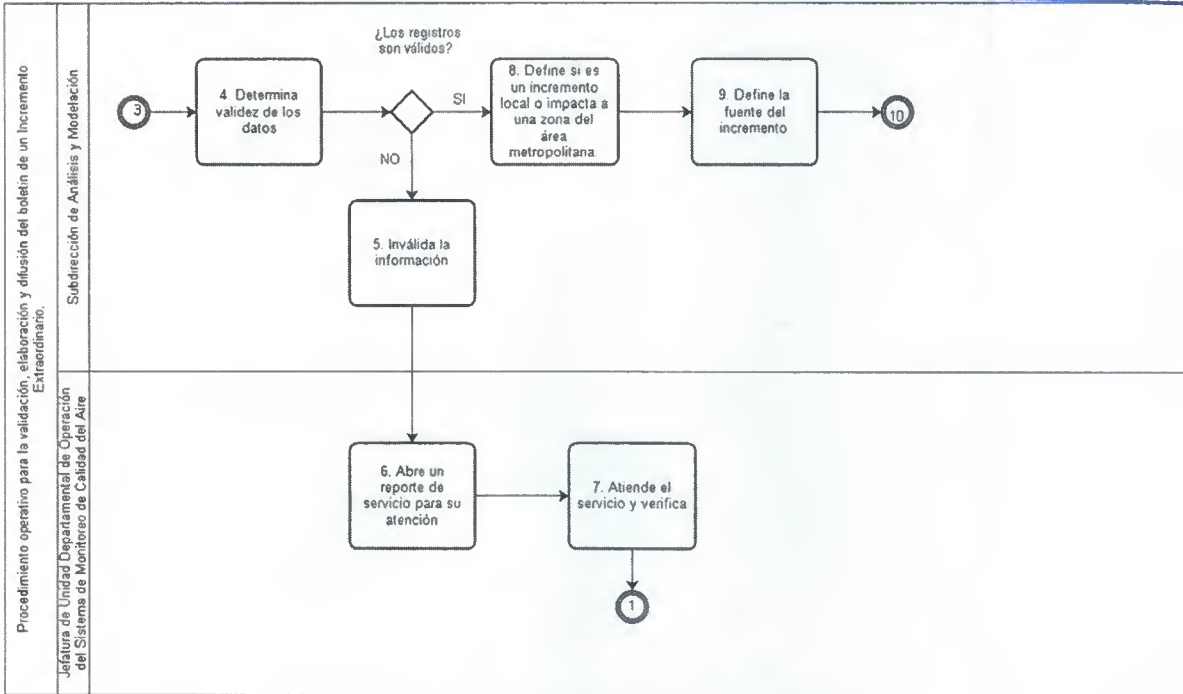 Procedimiento operativo para la validación, elaboración y difusión del boletín de un Incremento
Extraordinario.
Subdirección de Análisis y Modelación
¿Los registros
son válidos?
3
4. Determina
validez de los
datos
SI
NO
8. Define si es
un incremento
local o impacta a
una zona del
área
metropolitana.
9. Define la
fuente del
incremento
10
5. Inválida la
información
Jefatura de Unidad Departamental de Operación
del Sistema de Monitoreo de Calidad del Aire
6. Abre un
reporte de
servicio para su
atención
7. Atiende el
servicio y verifica
1